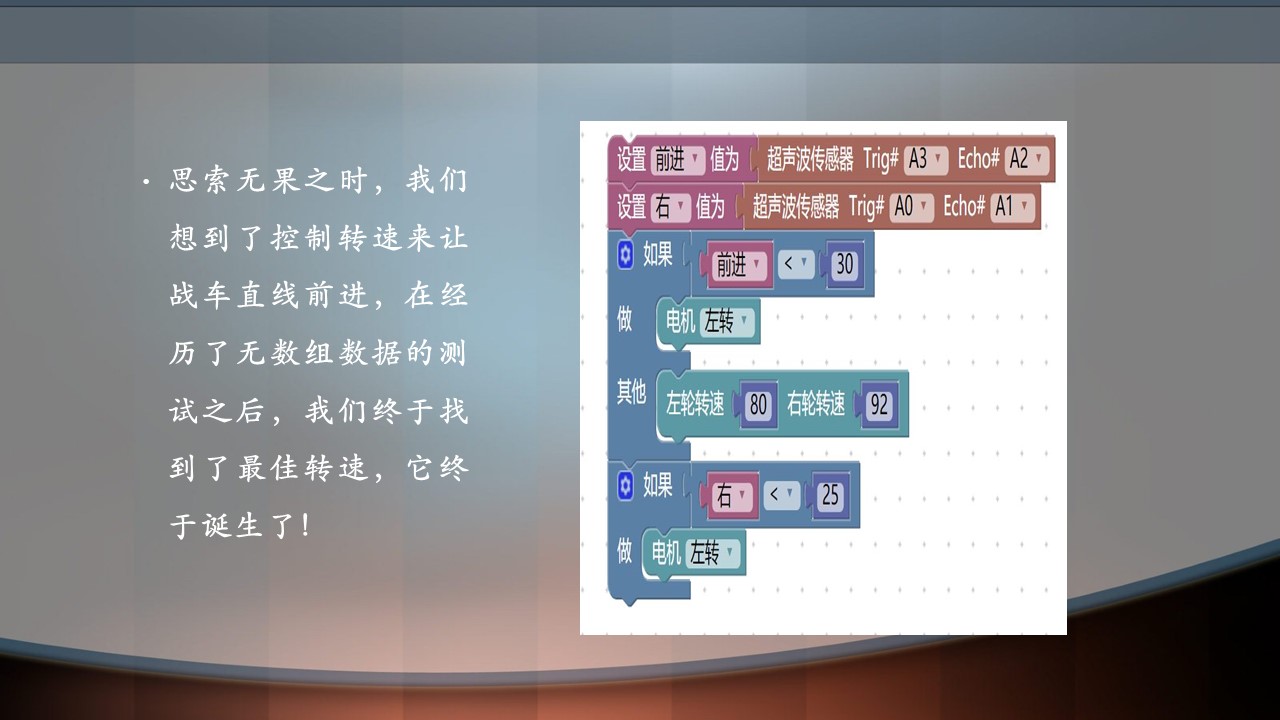 • 思索无果之时，我们
想到了控制转速来让
战车直线前进，在经
历了无数组数据的测
试之后，我们终于找
到了最佳转速，它终
于诞生了！
设置 前进 值为 超声波传感器 Trig# A3 Echo# A2
设置 右 值为 超声波传感器 Trig# A0 Echo# A1
如果 前进 < 30
做 电机 左转
其他 左轮转速 80 右轮转速 92
如果 右 < 25
做 电机 左转